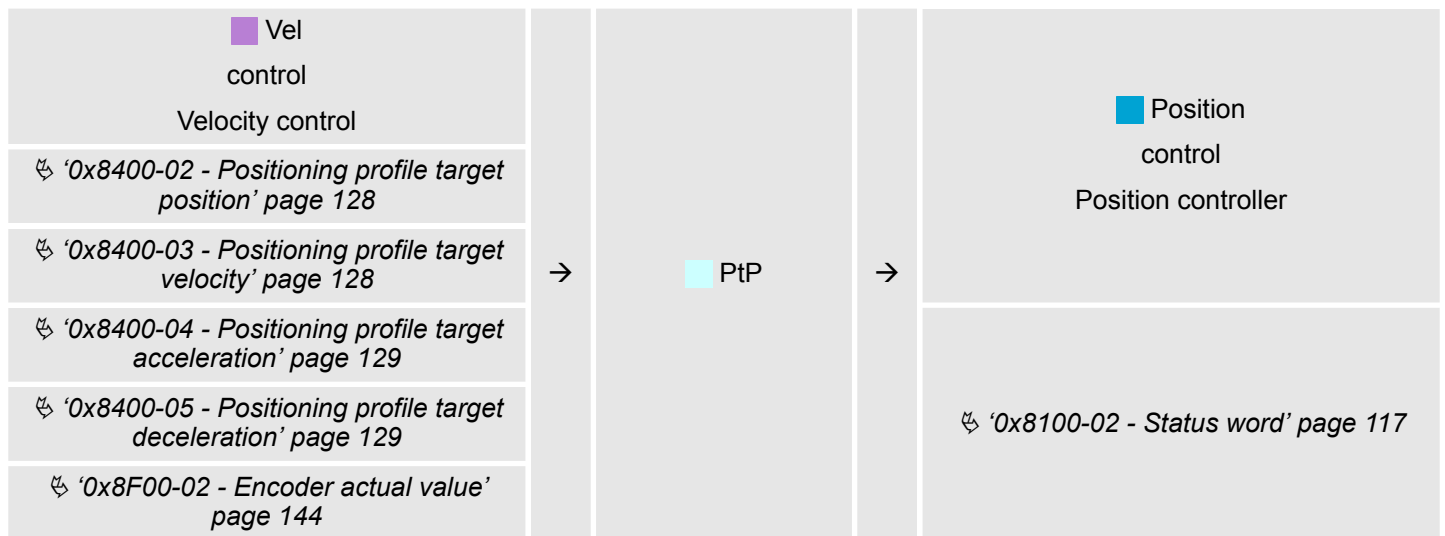 Vel
control
Velocity control
↳ ‘0x8400-02 - Positioning profile target
position’ page 128
↳ ‘0x8400-03 - Positioning profile target
velocity’ page 128
↳ ‘0x8400-04 - Positioning profile target
acceleration’ page 129
↳ ‘0x8400-05 - Positioning profile target
deceleration’ page 129
↳ ‘0x8F00-02 - Encoder actual value’
page 144
→
PtP
→
Position
control
Position controller
↳ ‘0x8100-02 - Status word’ page 117